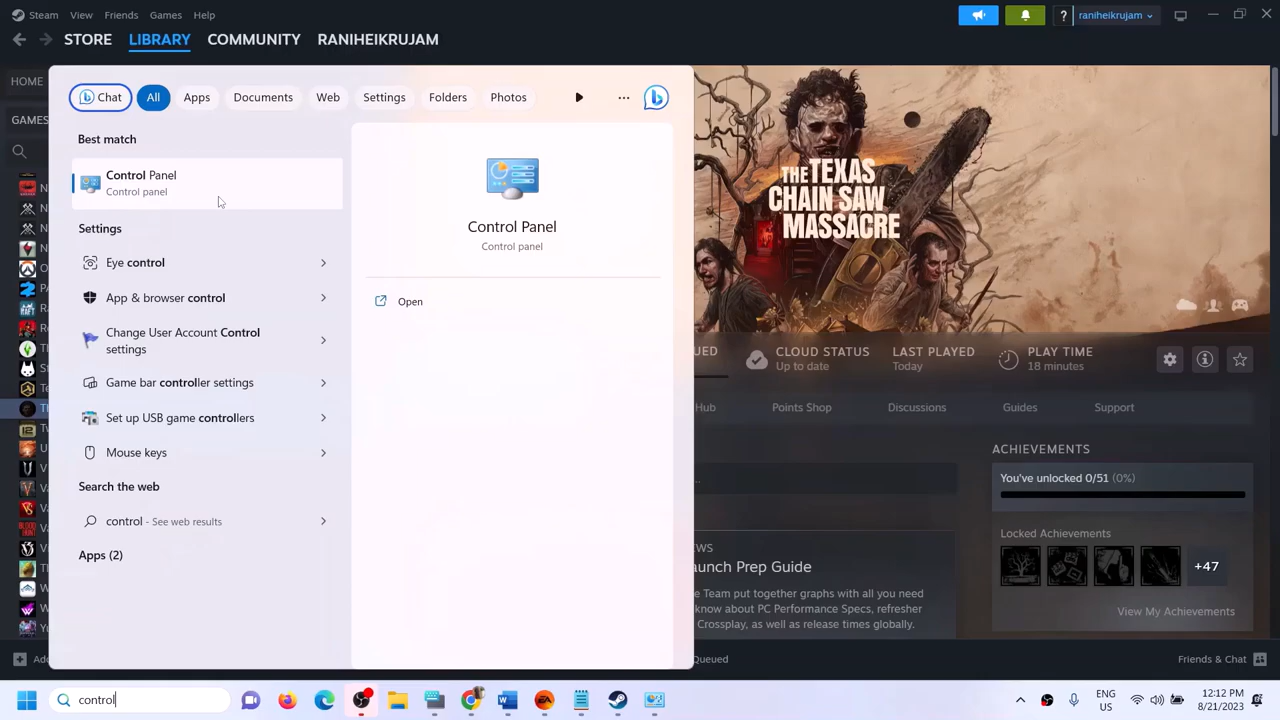 Steam View Friends Games Help raniheikrujam
STORE LIBRARY COMMUNITY RANIHEIKRUJAM
HOME
Chat All Apps Documents Web Settings Folders Photos
GAMES
Best match
Control Panel
Control panel
Settings
Eye control
App & browser control
Change User Account Control
settings
Game bar controller settings
Set up USB game controllers
Mouse keys
Search the web
control - See web results
Apps (2)
Control Panel
Control panel
Open
THE TEXAS
CHAIN SAW
MASSACRE
CLOUD STATUS LAST PLAYED PLAY TIME
Up to date Today 18 minutes
Hub Points Shop Discussions Guides Support
ACHIEVEMENTS
You've unlocked 0/51 (0%)
Locked Achievements
+47
View My Achievements
Prep Guide
Team put together graphs with all you need
know about PC Performance Specs, refresher
Crossplay, as well as release times globally.
Queued Friends & Chat
control
ENG
US
12:12 PM
8/21/2023